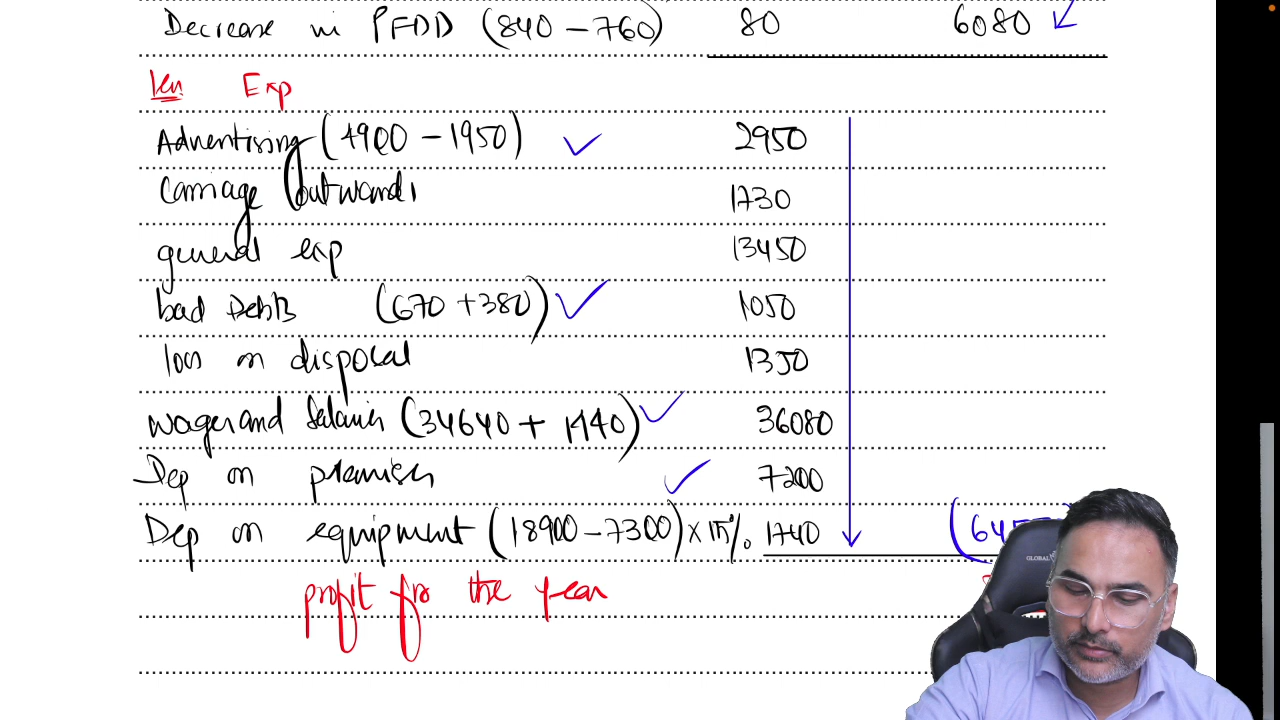 Decrease in PFDD (840 – 760) 80 6080
Exp
Advertising (4900 – 1950) 2950
Carriage outwards 1730
general exp 13450
bad Debts (670 + 380) 1050
loss on disposal 1350
wages and Salaries (34640 + 1440) 36080
Dep on premises 7200
Dep on equipment (18900 – 7300) × 15% 1740
profit for the year
GLOBAL